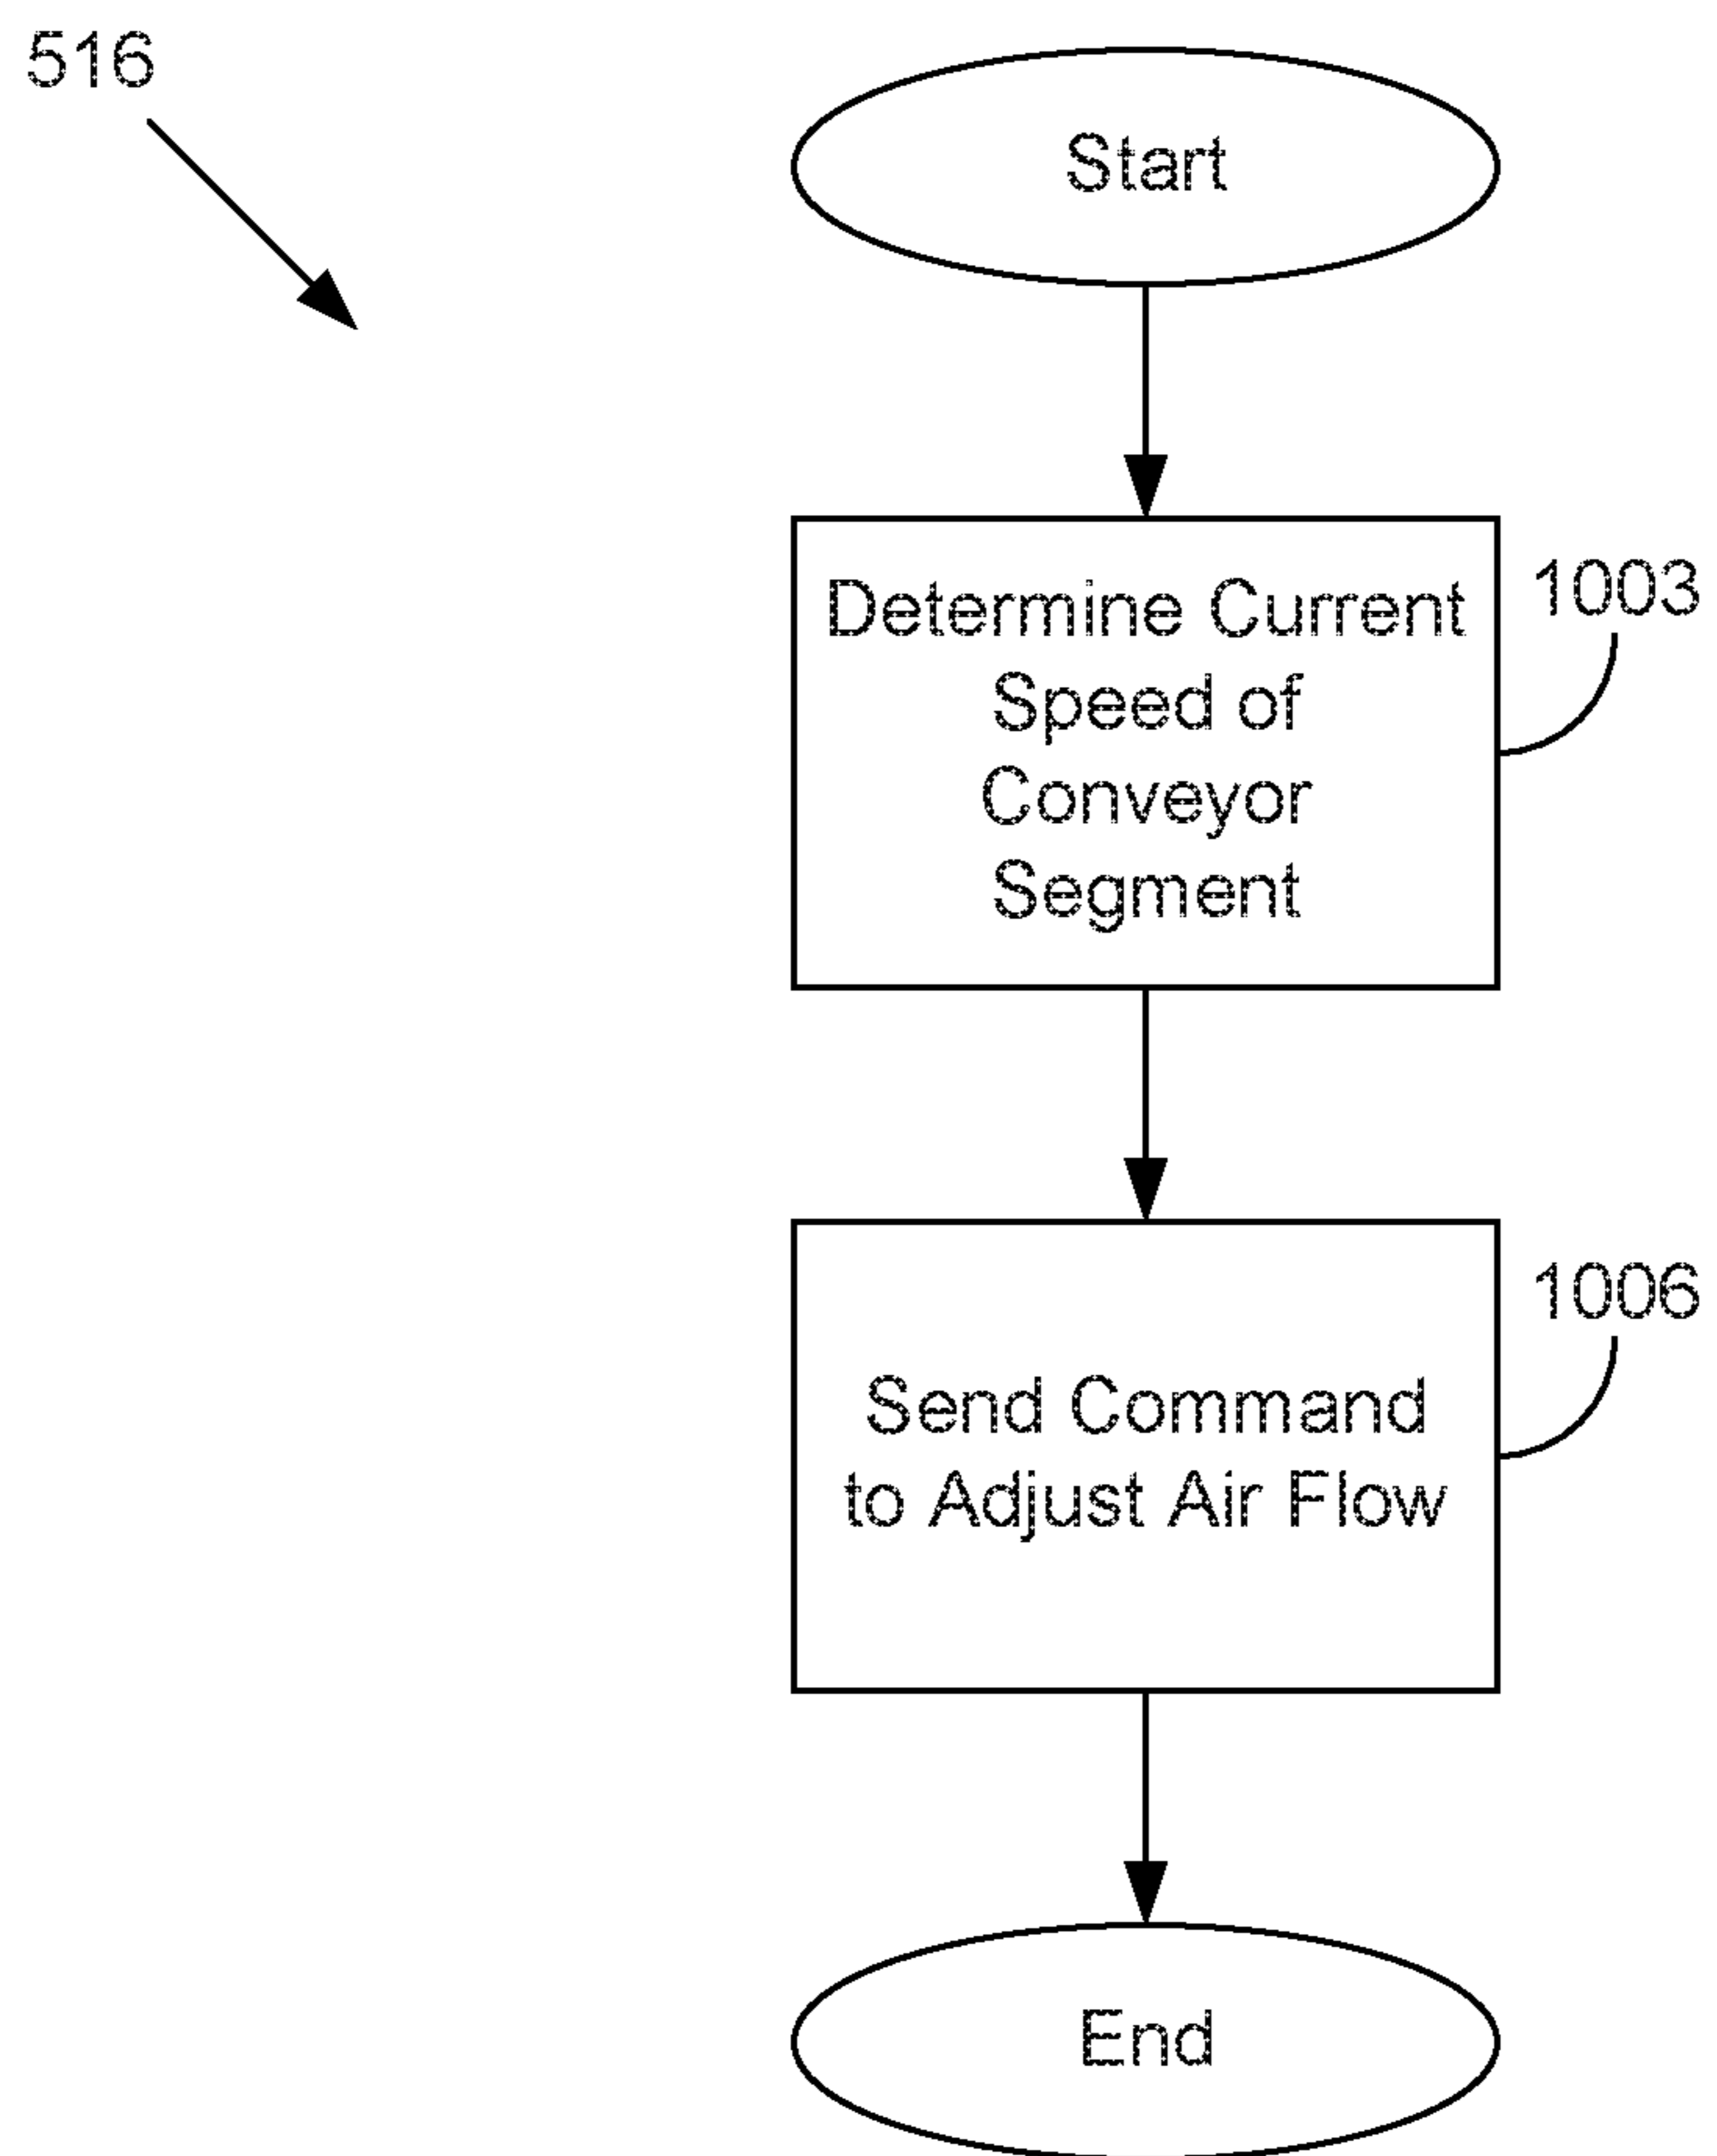 516
Start
Determine Current
Speed of
Conveyor
Segment
1003
Send Command
to Adjust Air Flow
1006
End